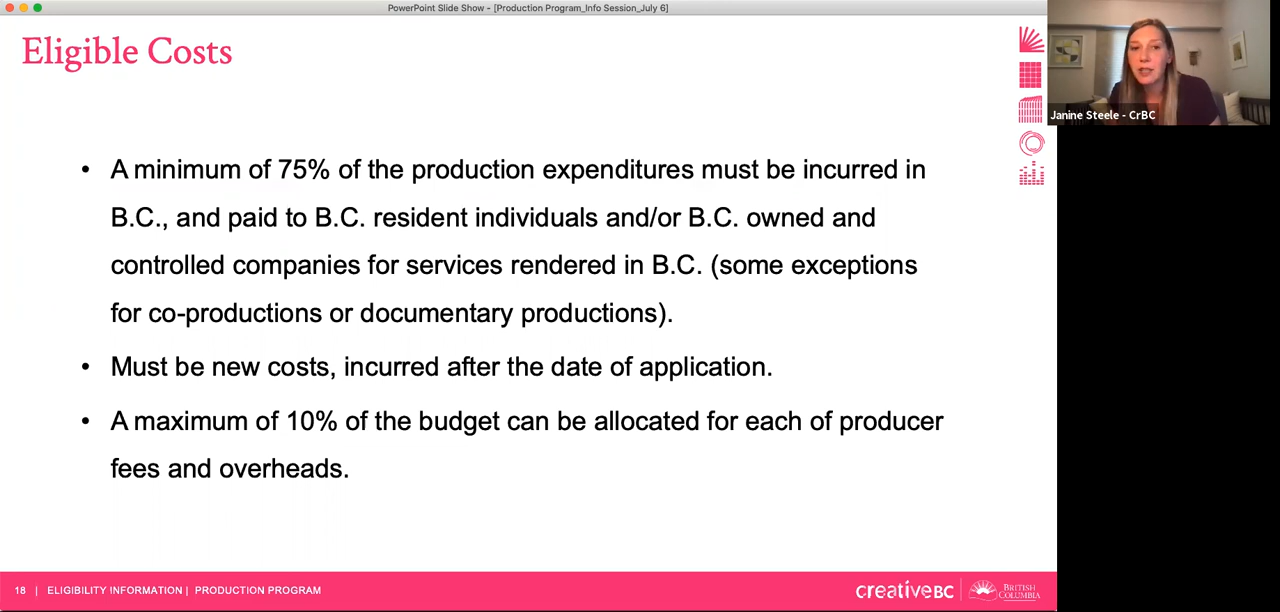 PowerPoint Slide Show - [Production Program_Info Session_July 6]
Eligible Costs
Janine Steele - CrBC
• A minimum of 75% of the production expenditures must be incurred in
B.C., and paid to B.C. resident individuals and/or B.C. owned and
controlled companies for services rendered in B.C. (some exceptions
for co-productions or documentary productions).
• Must be new costs, incurred after the date of application.
• A maximum of 10% of the budget can be allocated for each of producer
fees and overheads.
18 | ELIGIBILITY INFORMATION | PRODUCTION PROGRAM
creativeBC
BRITISH
COLUMBIA